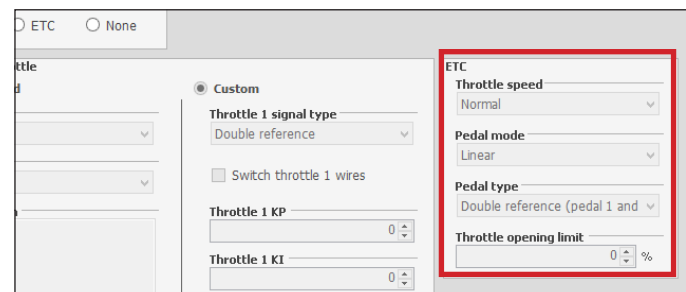 ETC None
ttle
d
Custom
Throttle 1 signal type
Double reference
Switch throttle 1 wires
Throttle 1 KP
0
Throttle 1 KI
0
ETC
Throttle speed
Normal
Pedal mode
Linear
Pedal type
Double reference (pedal 1 and
Throttle opening limit
0 %